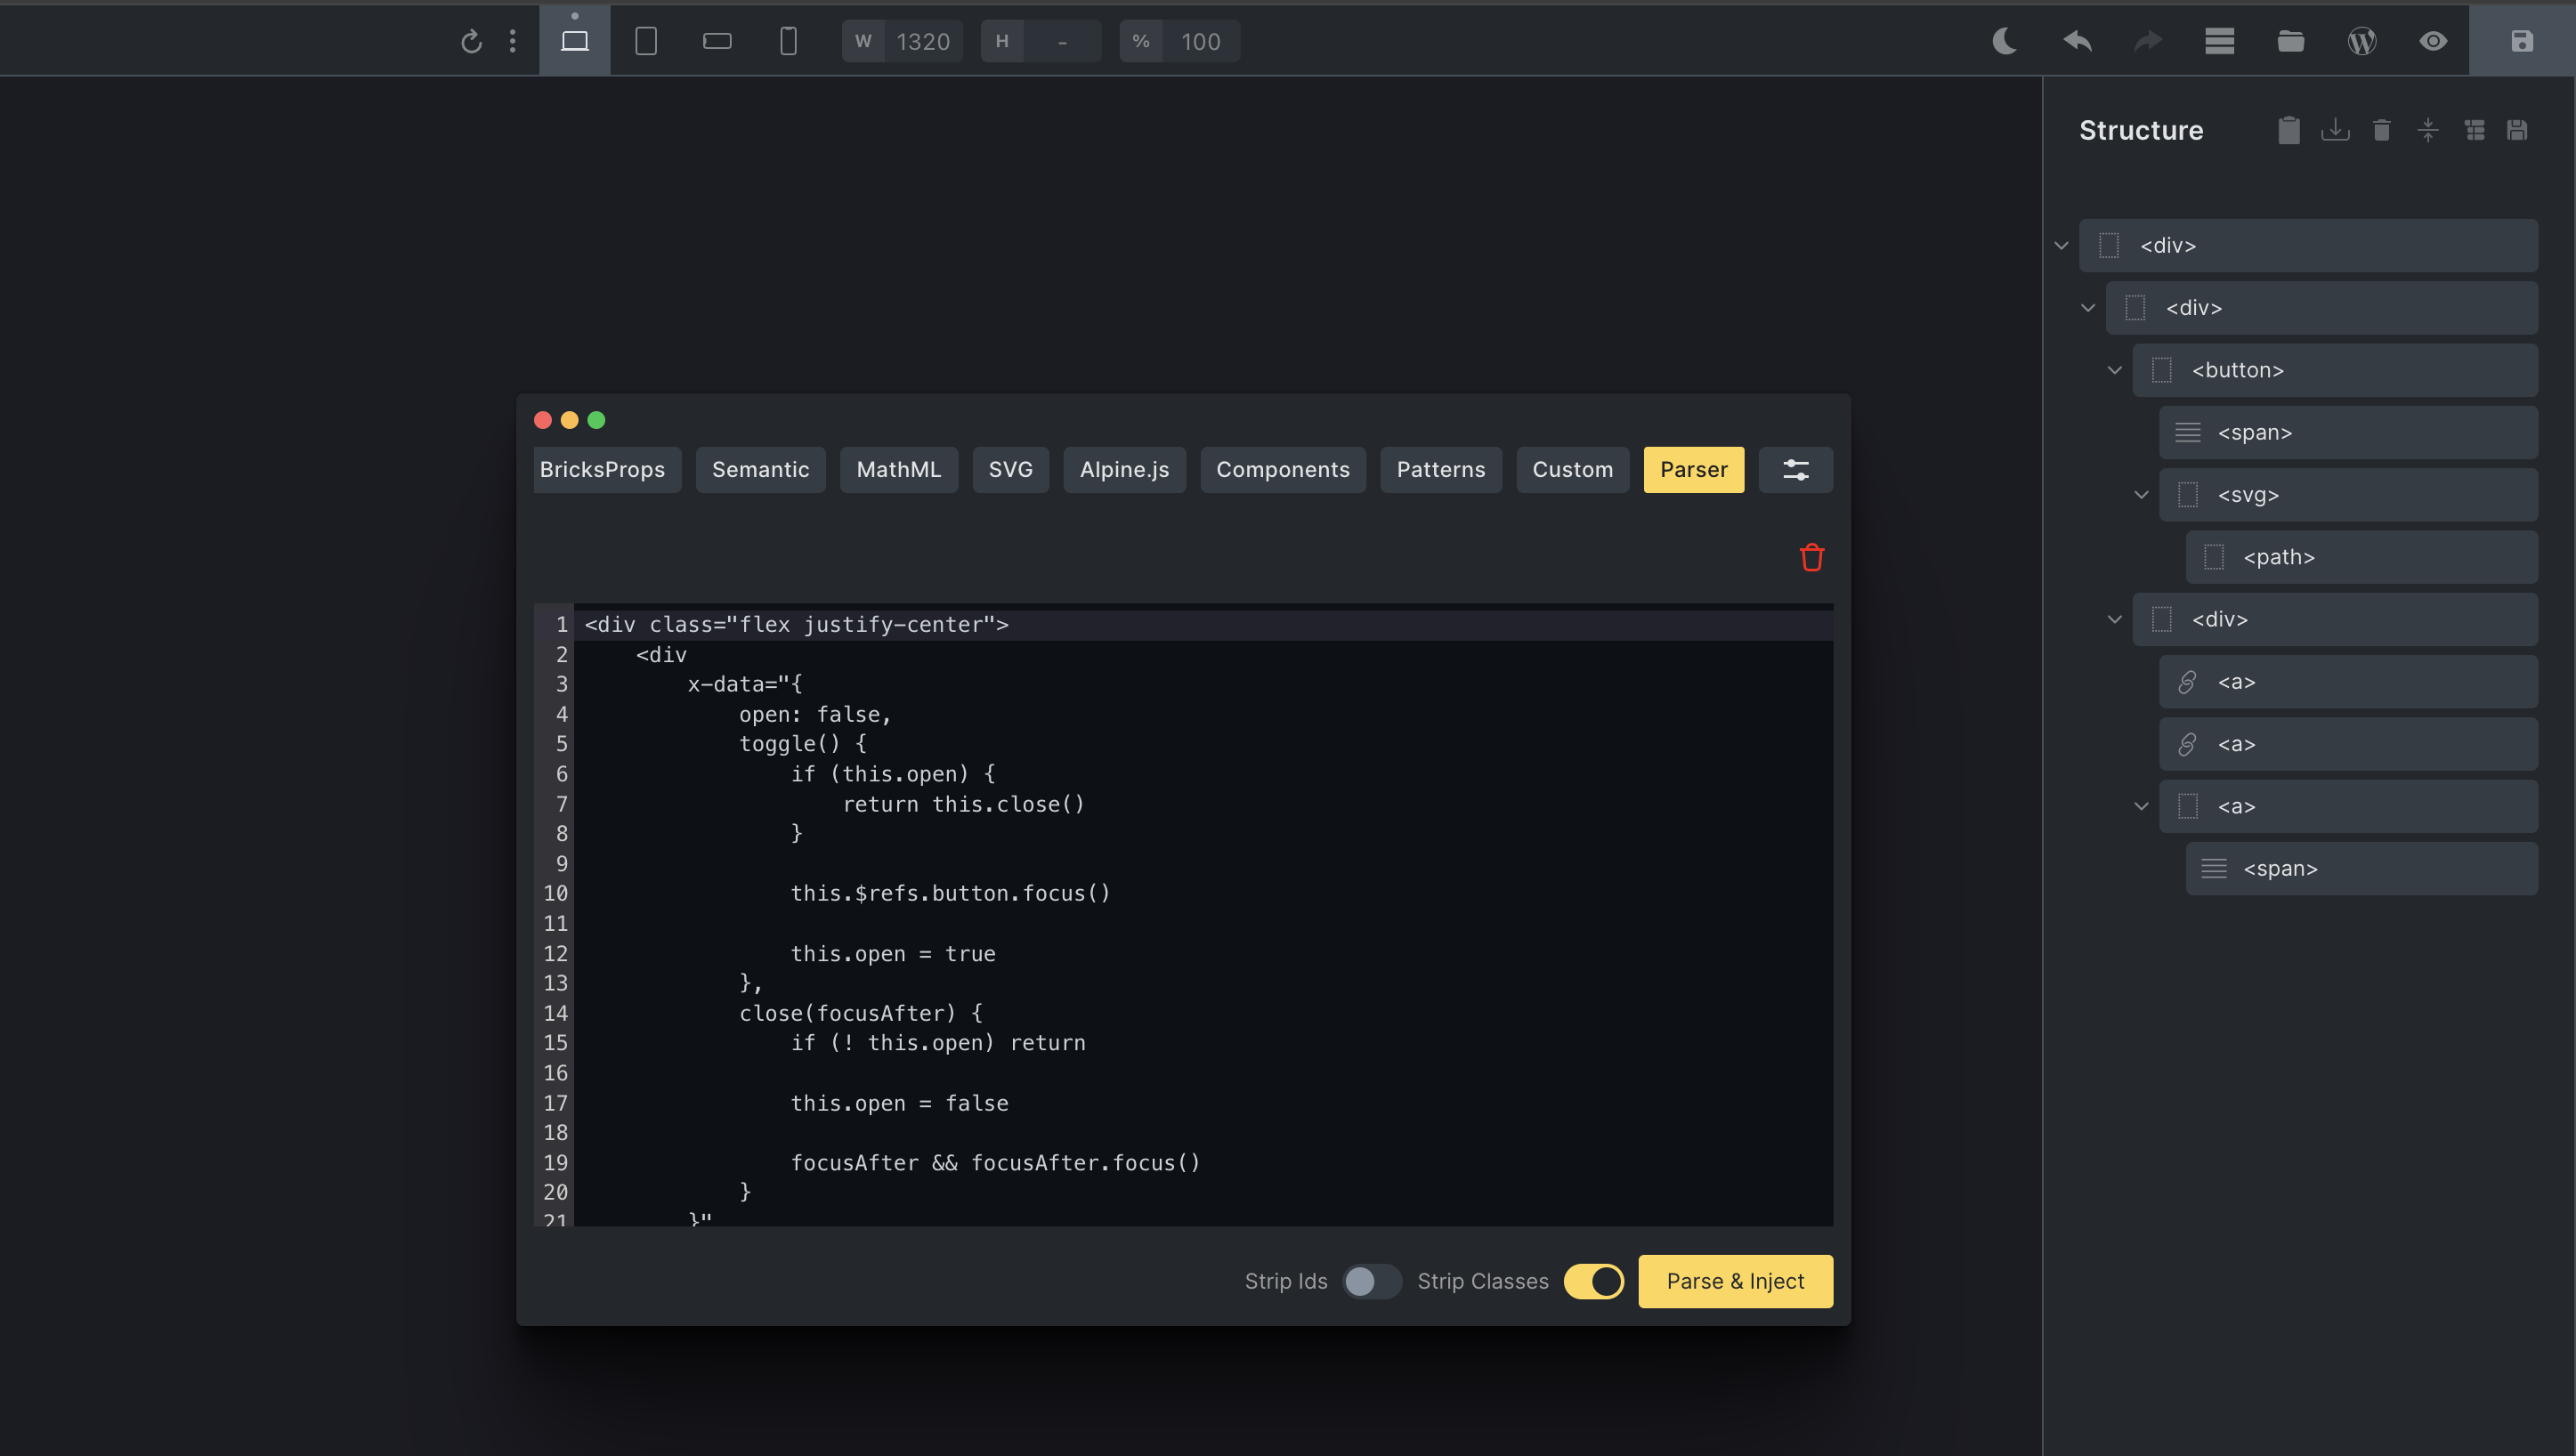 W 1320 H - % 100
Structure
<div>
<div>
<button>
<span>
<svg>
<path>
<div>
<a>
<a>
<a>
<span>
BricksProps Semantic MathML SVG Alpine.js Components Patterns Custom Parser
1 <div class="flex justify-center">
2     <div
3         x-data="{
4             open: false,
5             toggle() {
6                 if (this.open) {
7                     return this.close()
8                 }
9
10                 this.$refs.button.focus()
11
12                 this.open = true
13             },
14             close(focusAfter) {
15                 if (! this.open) return
16
17                 this.open = false
18
19                 focusAfter && focusAfter.focus()
20             }
21         }"
Strip Ids Strip Classes Parse & Inject